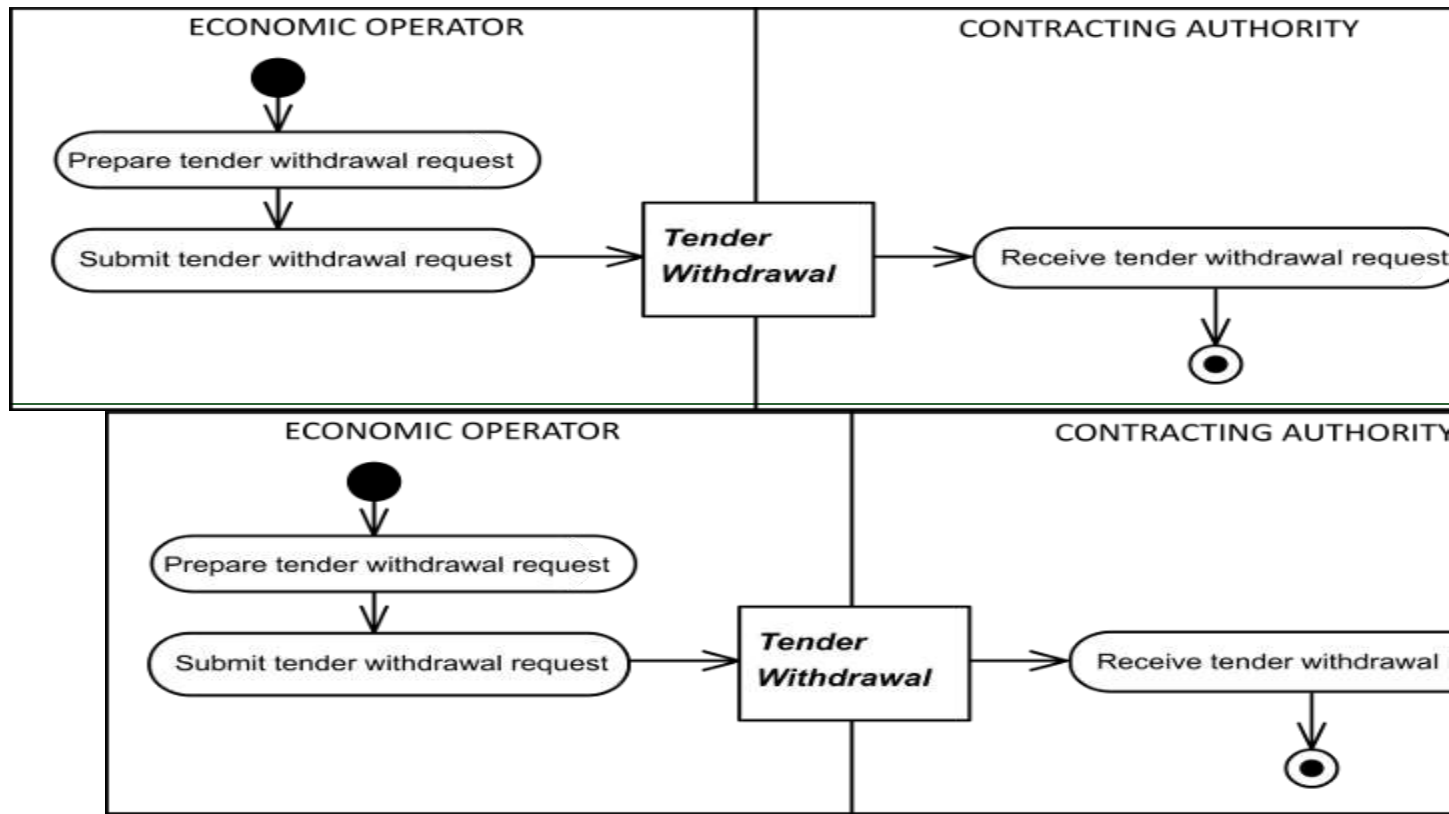 ECONOMIC OPERATOR
CONTRACTING AUTHORITY
Prepare tender withdrawal request
Submit tender withdrawal request
Tender
Withdrawal
Receive tender withdrawal request
ECONOMIC OPERATOR
CONTRACTING AUTHORITY
Prepare tender withdrawal request
Submit tender withdrawal request
Tender
Withdrawal
Receive tender withdrawal